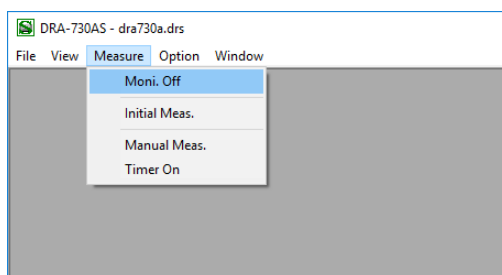 DRA-730AS - dra730a.drs
File View Measure Option Window
Moni. Off
Initial Meas.
Manual Meas.
Timer On